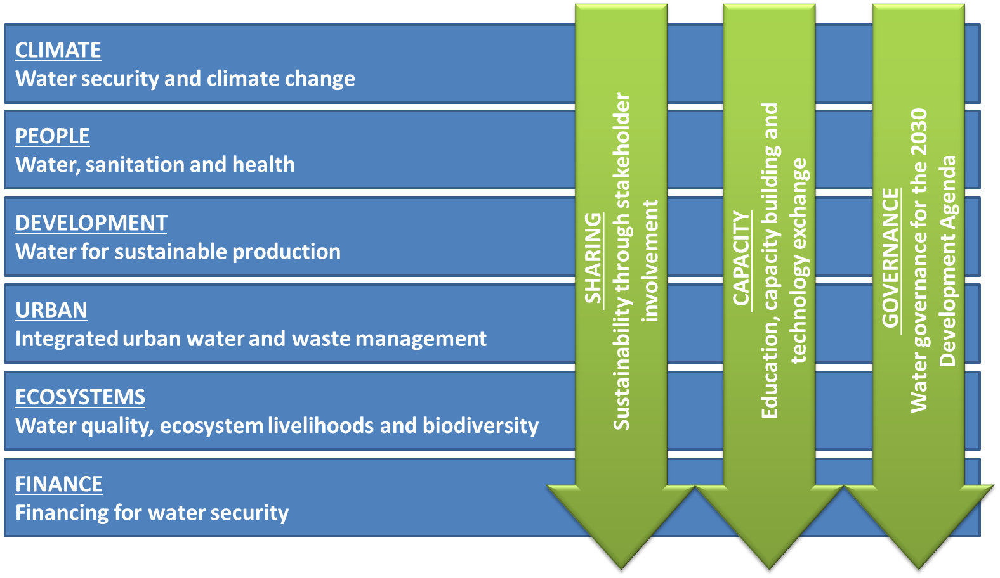 CLIMATE
Water security and climate change
PEOPLE
Water, sanitation and health
DEVELOPMENT
Water for sustainable production
URBAN
Integrated urban water and waste management
ECOSYSTEMS
Water quality, ecosystem livelihoods and biodiversity
FINANCE
Financing for water security
SHARING
Sustainability through stakeholder
involvement
CAPACITY
Education, capacity building and
technology exchange
GOVERNANCE
Water governance for the 2030
Development Agenda